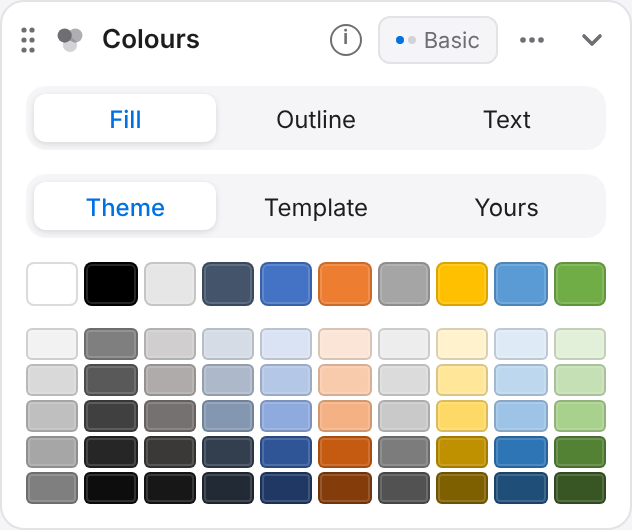 Colours
Basic
Fill
Outline
Text
Theme
Template
Yours